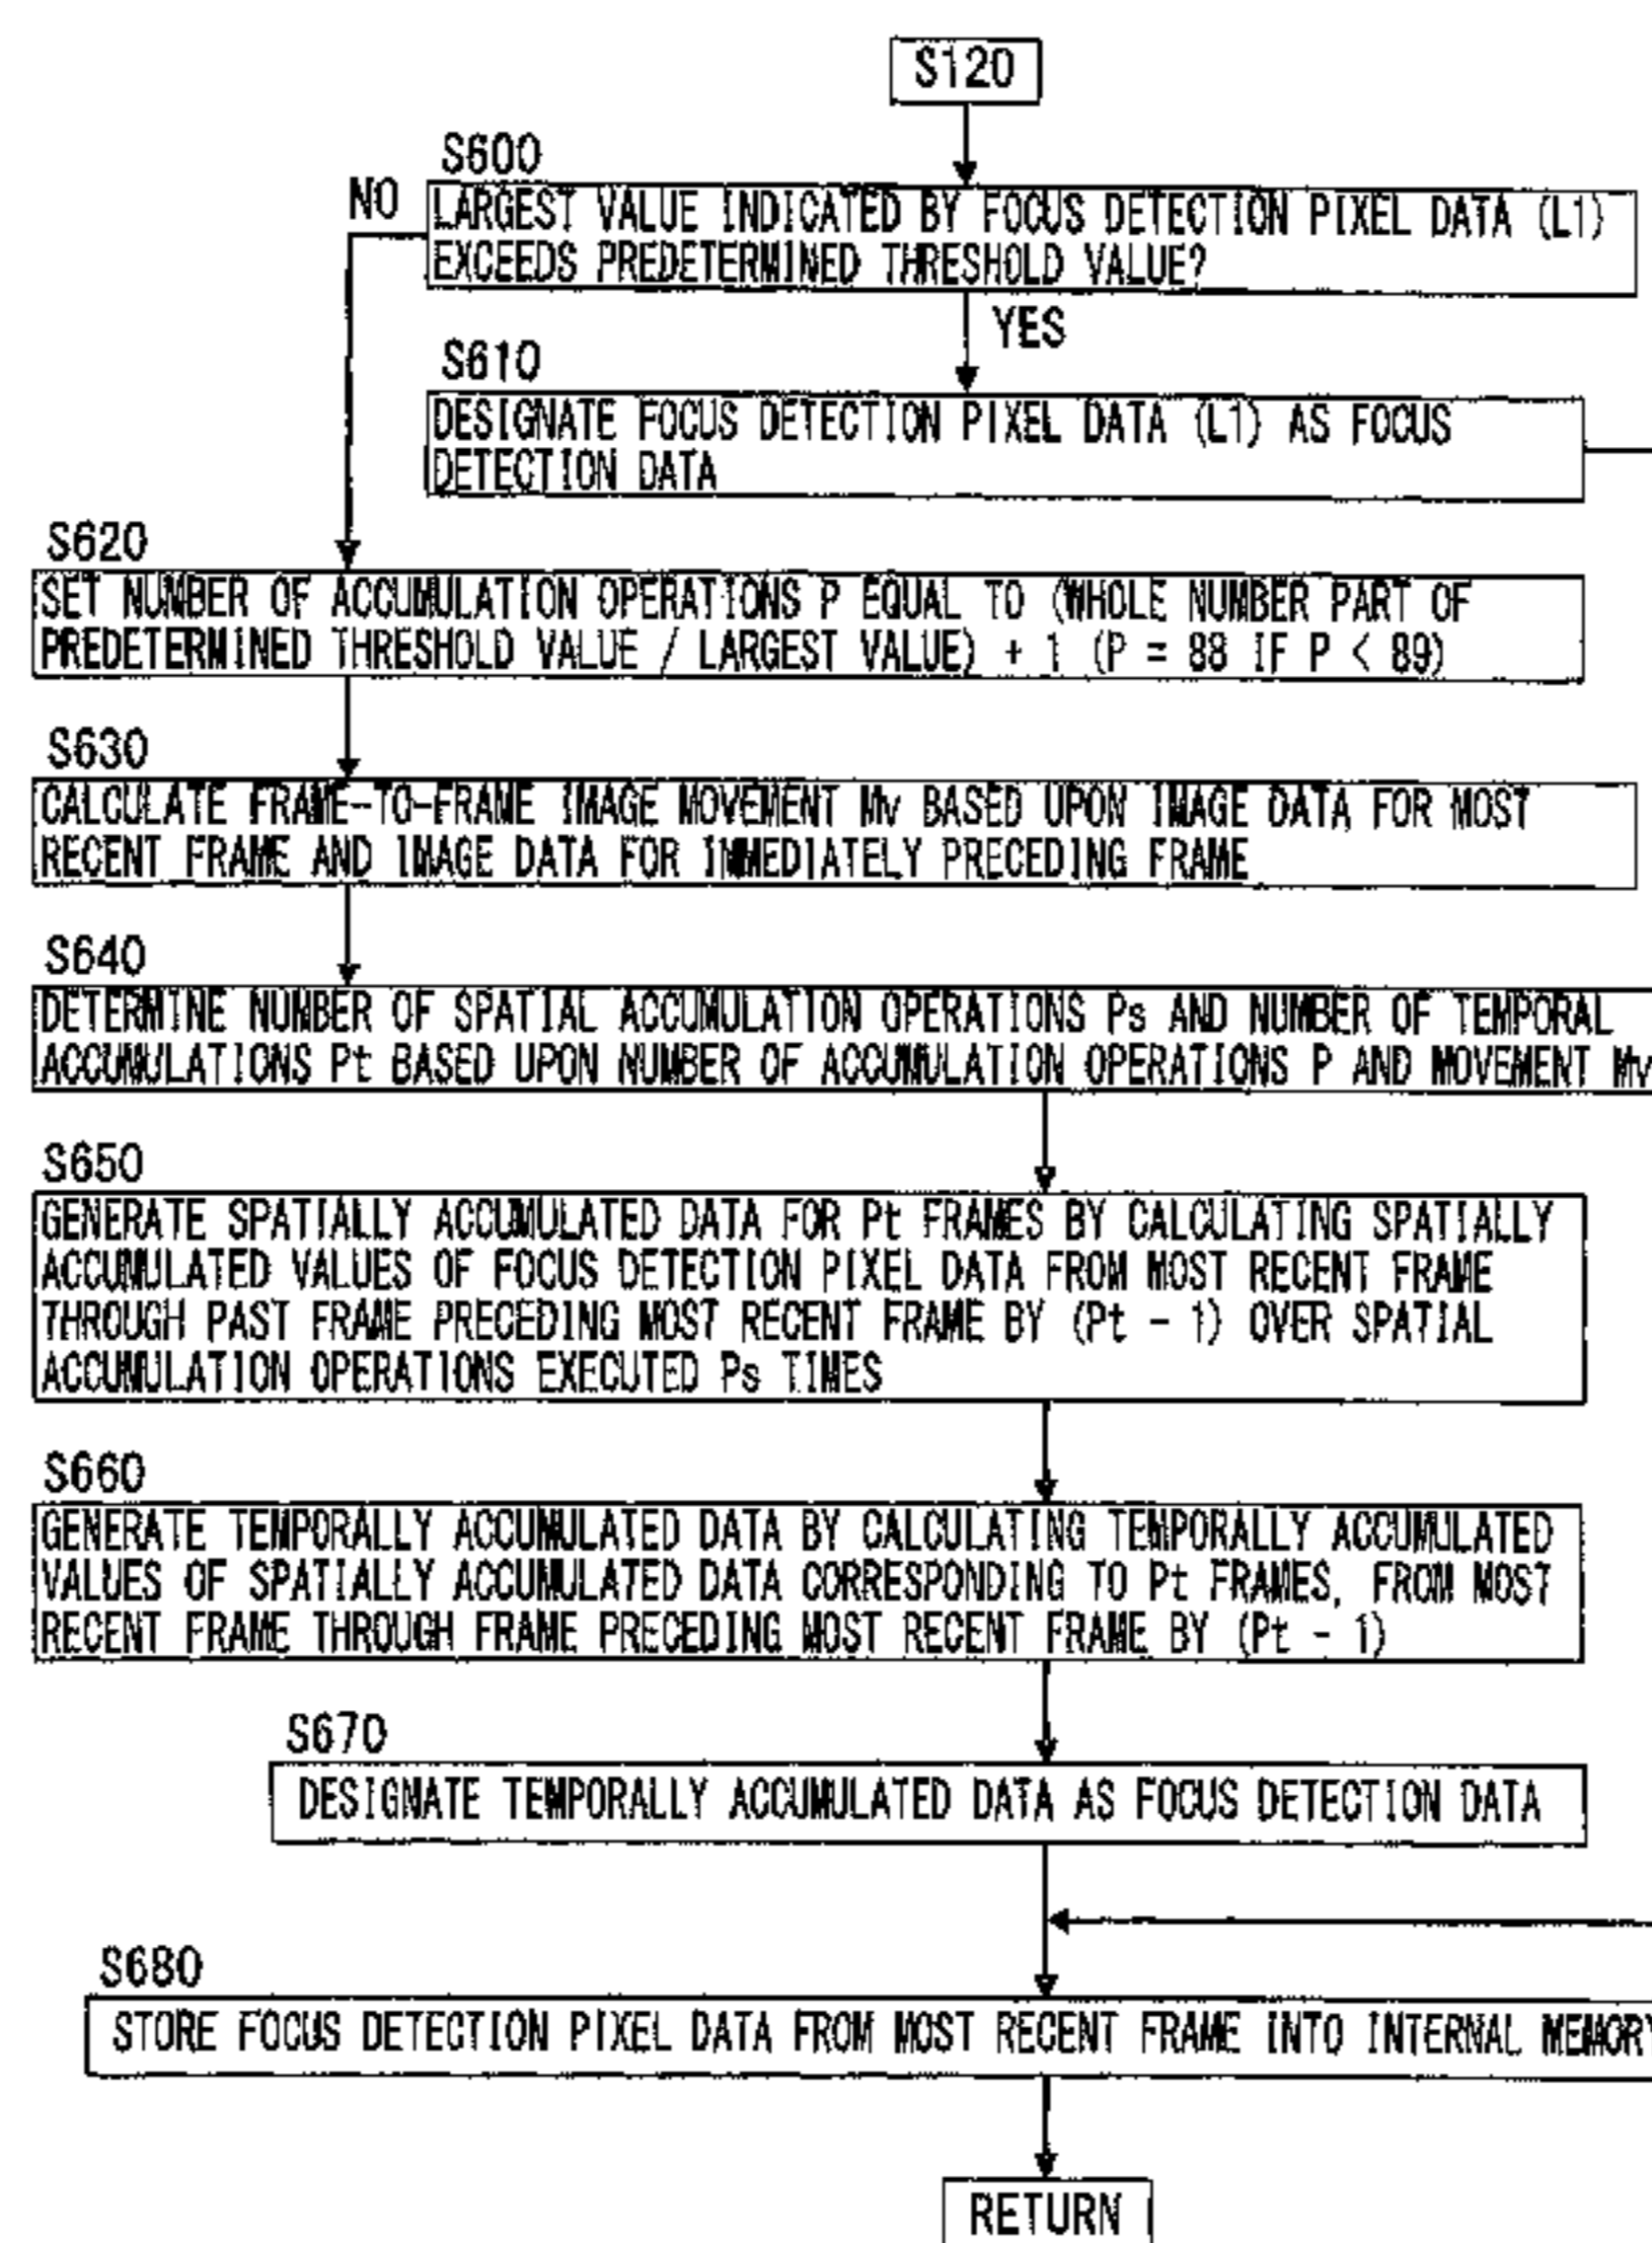 S120
S600
NO
LARGEST VALUE INDICATED BY FOCUS DETECTION PIXEL DATA (L1)
EXCEEDS PREDETERMINED THRESHOLD VALUE?
YES
S610
DESIGNATE FOCUS DETECTION PIXEL DATA (L1) AS FOCUS
DETECTION DATA
S620
SET NUMBER OF ACCUMULATION OPERATIONS P EQUAL TO (WHOLE NUMBER PART OF
PREDETERMINED THRESHOLD VALUE / LARGEST VALUE) + 1 (P = 88 IF P < 89)
S630
CALCULATE FRAME-TO-FRAME IMAGE MOVEMENT Mv BASED UPON IMAGE DATA FOR MOST
RECENT FRAME AND IMAGE DATA FOR IMMEDIATELY PRECEDING FRAME
S640
DETERMINE NUMBER OF SPATIAL ACCUMULATION OPERATIONS Ps AND NUMBER OF TEMPORAL
ACCUMULATIONS Pt BASED UPON NUMBER OF ACCUMULATION OPERATIONS P AND MOVEMENT Mv
S650
GENERATE SPATIALLY ACCUMULATED DATA FOR Pt FRAMES BY CALCULATING SPATIALLY
ACCUMULATED VALUES OF FOCUS DETECTION PIXEL DATA FROM MOST RECENT FRAME
THROUGH PAST FRAME PRECEDING MOST RECENT FRAME BY (Pt - 1) OVER SPATIAL
ACCUMULATION OPERATIONS EXECUTED Ps TIMES
S660
GENERATE TEMPORALLY ACCUMULATED DATA BY CALCULATING TEMPORALLY ACCUMULATED
VALUES OF SPATIALLY ACCUMULATED DATA CORRESPONDING TO Pt FRAMES, FROM MOST
RECENT FRAME THROUGH FRAME PRECEDING MOST RECENT FRAME BY (Pt - 1)
S670
DESIGNATE TEMPORALLY ACCUMULATED DATA AS FOCUS DETECTION DATA
S680
STORE FOCUS DETECTION PIXEL DATA FROM MOST RECENT FRAME INTO INTERNAL MEMORY
RETURN